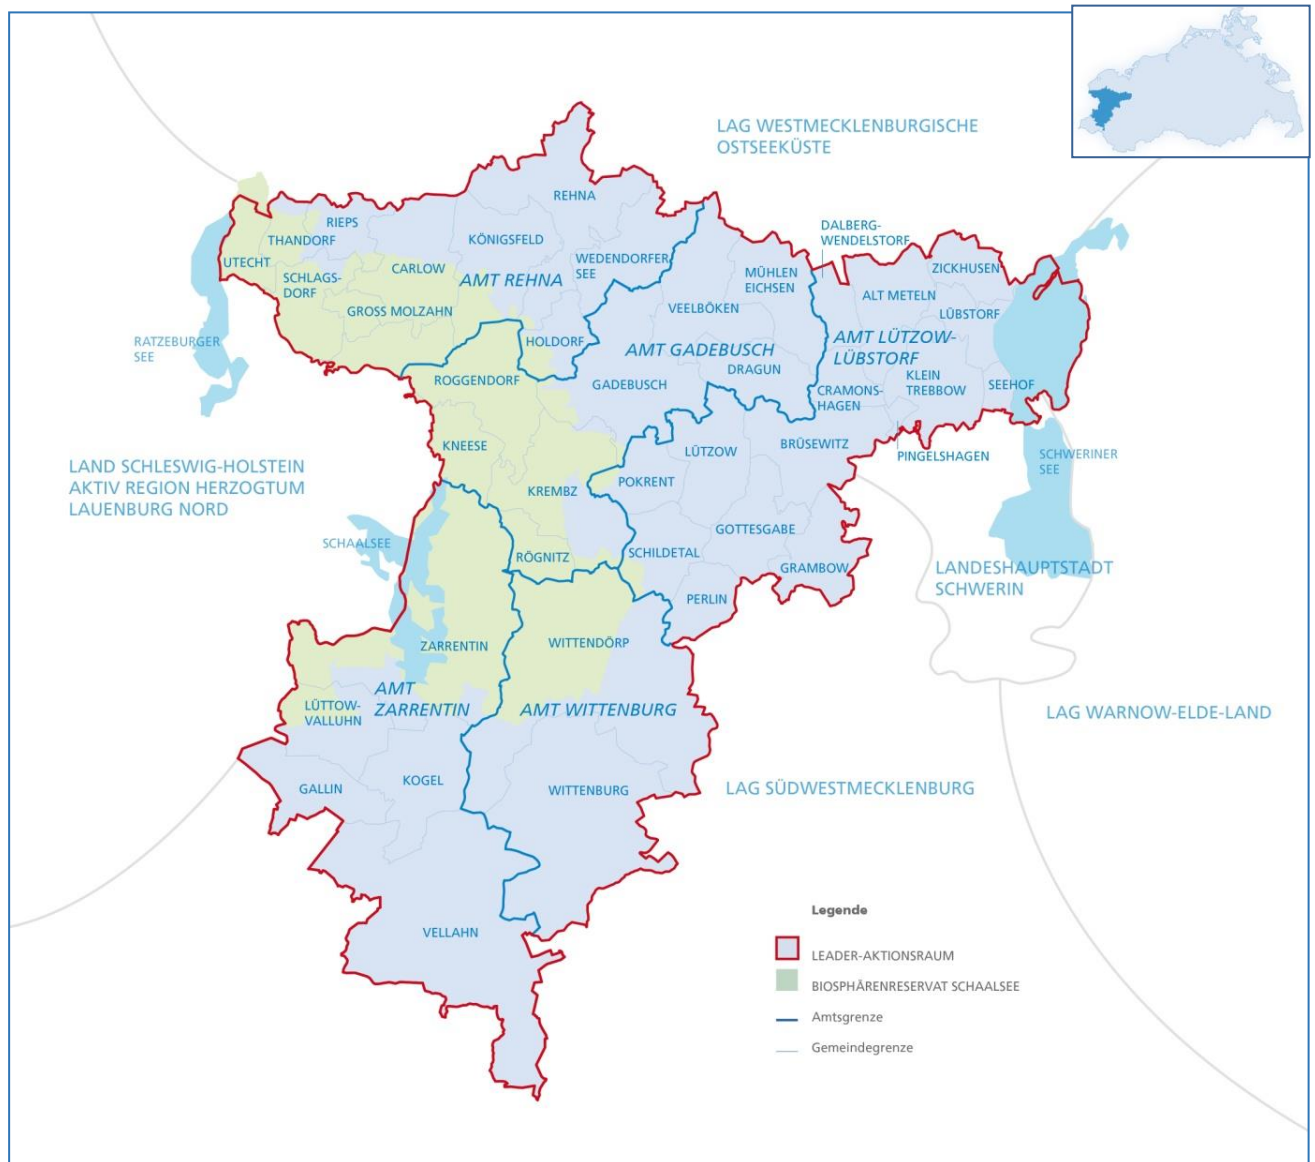 LAG WESTMECKLENBURGISCHE
OSTSEEKÜSTE
REHNA
RIEPS
THANDORF
KÖNIGSFELD
UTECHT
CARLOW
SCHLAGS-
DORF
AMT REHNA
WEDENDORFER
SEE
GROSS MOLZAHN
DALBERG-
WENDELSTORF
MÜHLEN
EICHSEN
ZICKHUSEN
ALT METELN
VEELBÖKEN
LÜBSTORF
RATZEBURGER
SEE
HOLDORF
AMT GADEBUSCH
AMT LÜTZOW-
LÜBSTORF
DRAGUN
KLEIN
TREBBOW
ROGGENDORF
GADEBUSCH
CRAMONS-
HAGEN
SEEHOF
KNEESE
LÜTZOW
BRÜSEWITZ
PINGELSHAGEN
SCHWERINER
SEE
LAND SCHLESWIG-HOLSTEIN
AKTIV REGION HERZOGTUM
LAUENBURG NORD
KREMBZ
POKRENT
GOTTESGABE
SCHAALSEE
RÖGNITZ
SCHILDETAL
GRAMBOW
LANDESHAUPTSTADT
SCHWERIN
PERLIN
ZARRENTIN
WITTENDÖRP
AMT
ZARRENTIN
LÜTTOW-
VALLUHN
AMT WITTENBURG
LAG WARNOW-ELDE-LAND
GALLIN
KOGEL
WITTENBURG
LAG SÜDWESTMECKLENBURG
VELLAHN
Legende
LEADER-AKTIONSRAUM
BIOSPHÄRENRESERVAT SCHAALSEE
Amtsgrenze
Gemeindegrenze